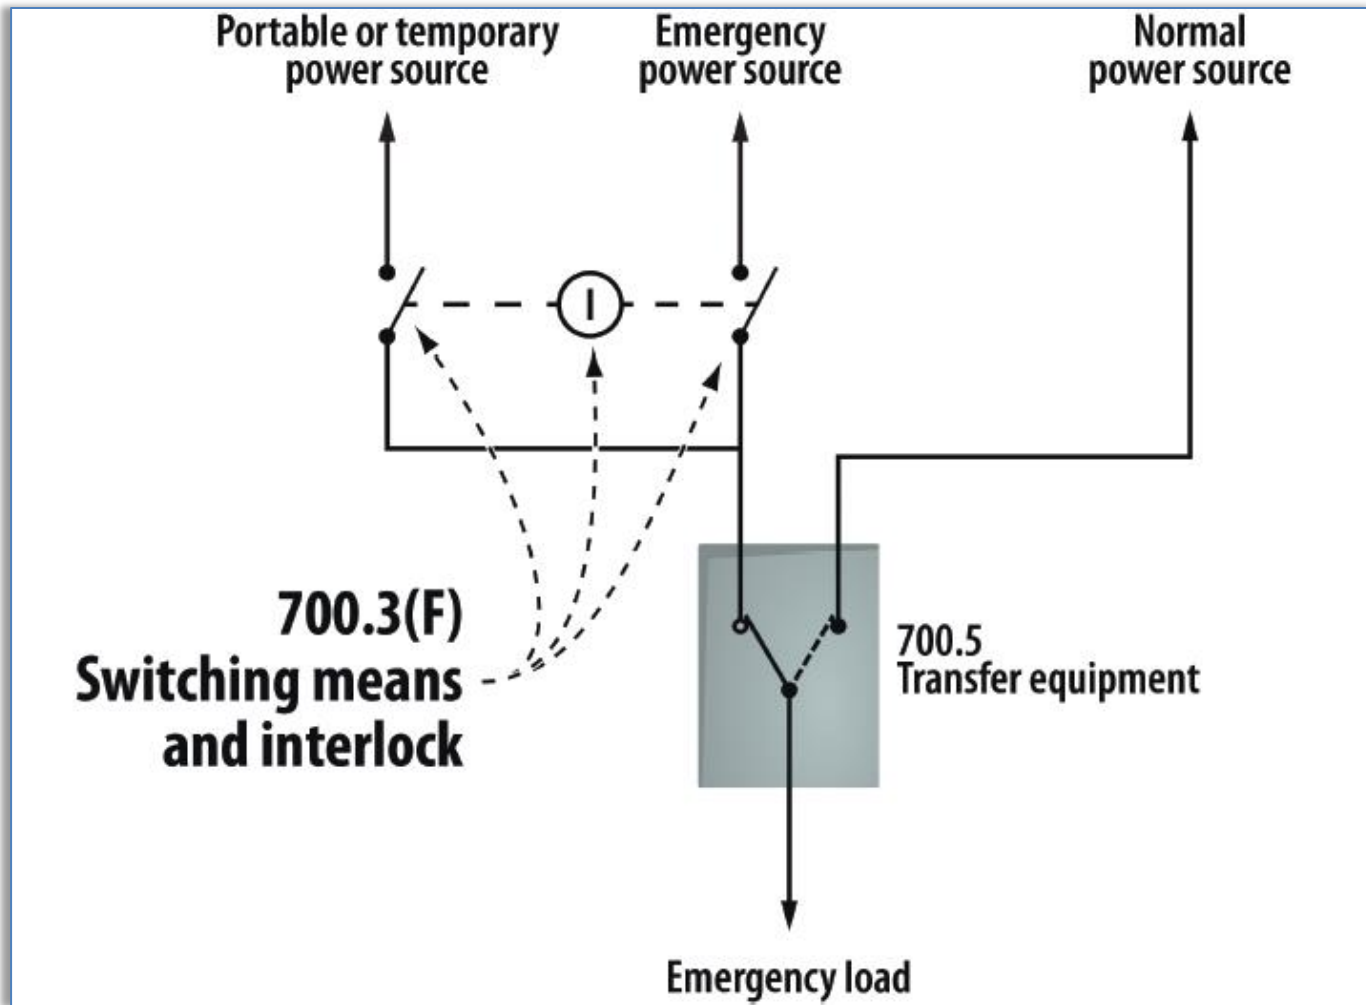 Portable or temporary
power source
Emergency
power source
Normal
power source
I
700.3(F)
Switching means
and interlock
700.5
Transfer equipment
Emergency load